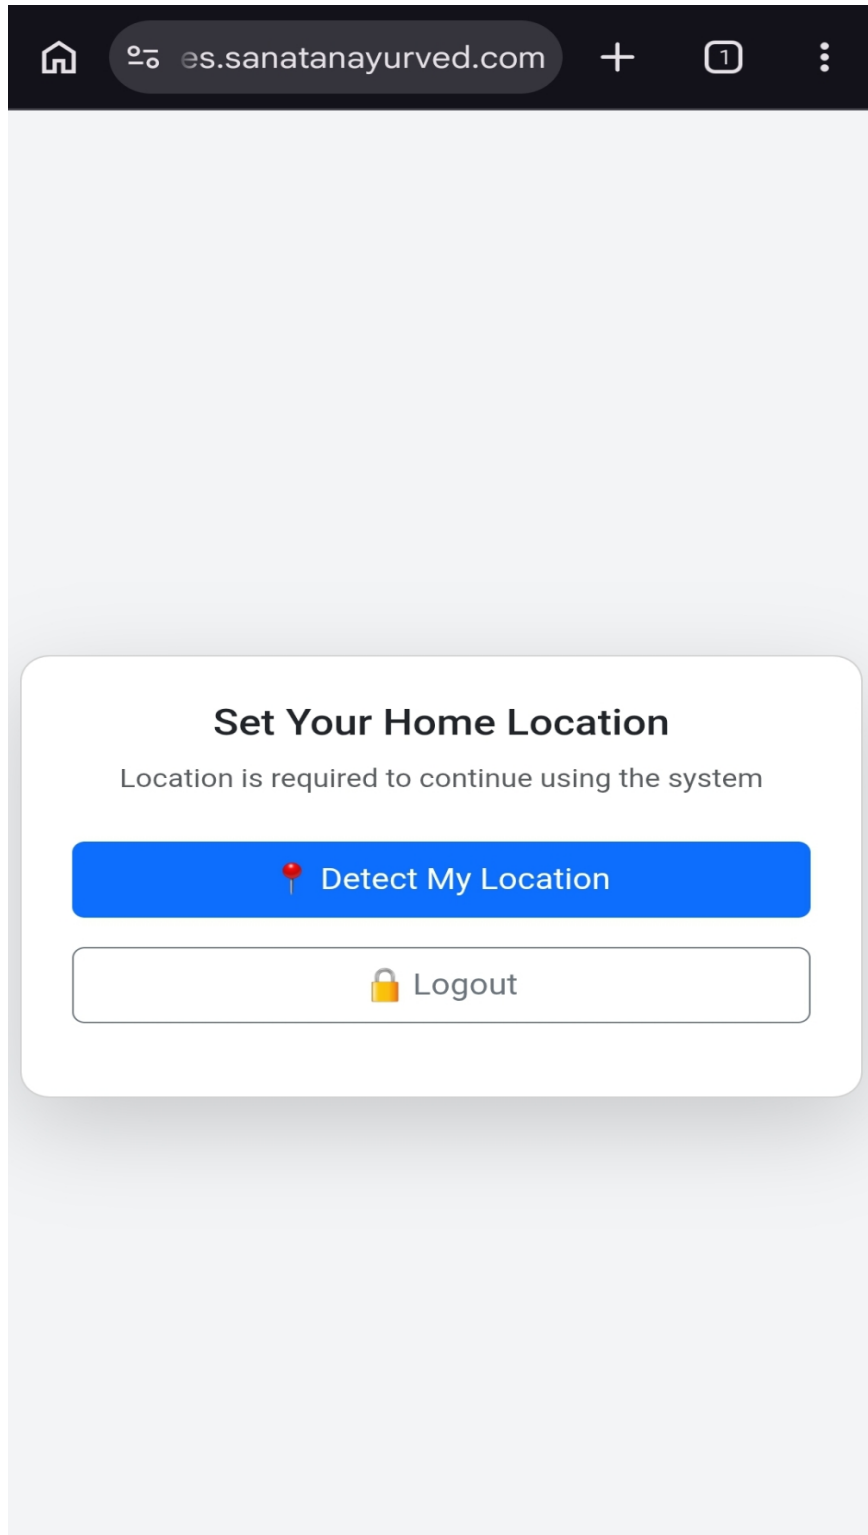 es.sanatanayurved.com
1
Set Your Home Location
Location is required to continue using the system
📍 Detect My Location
🔒 Logout